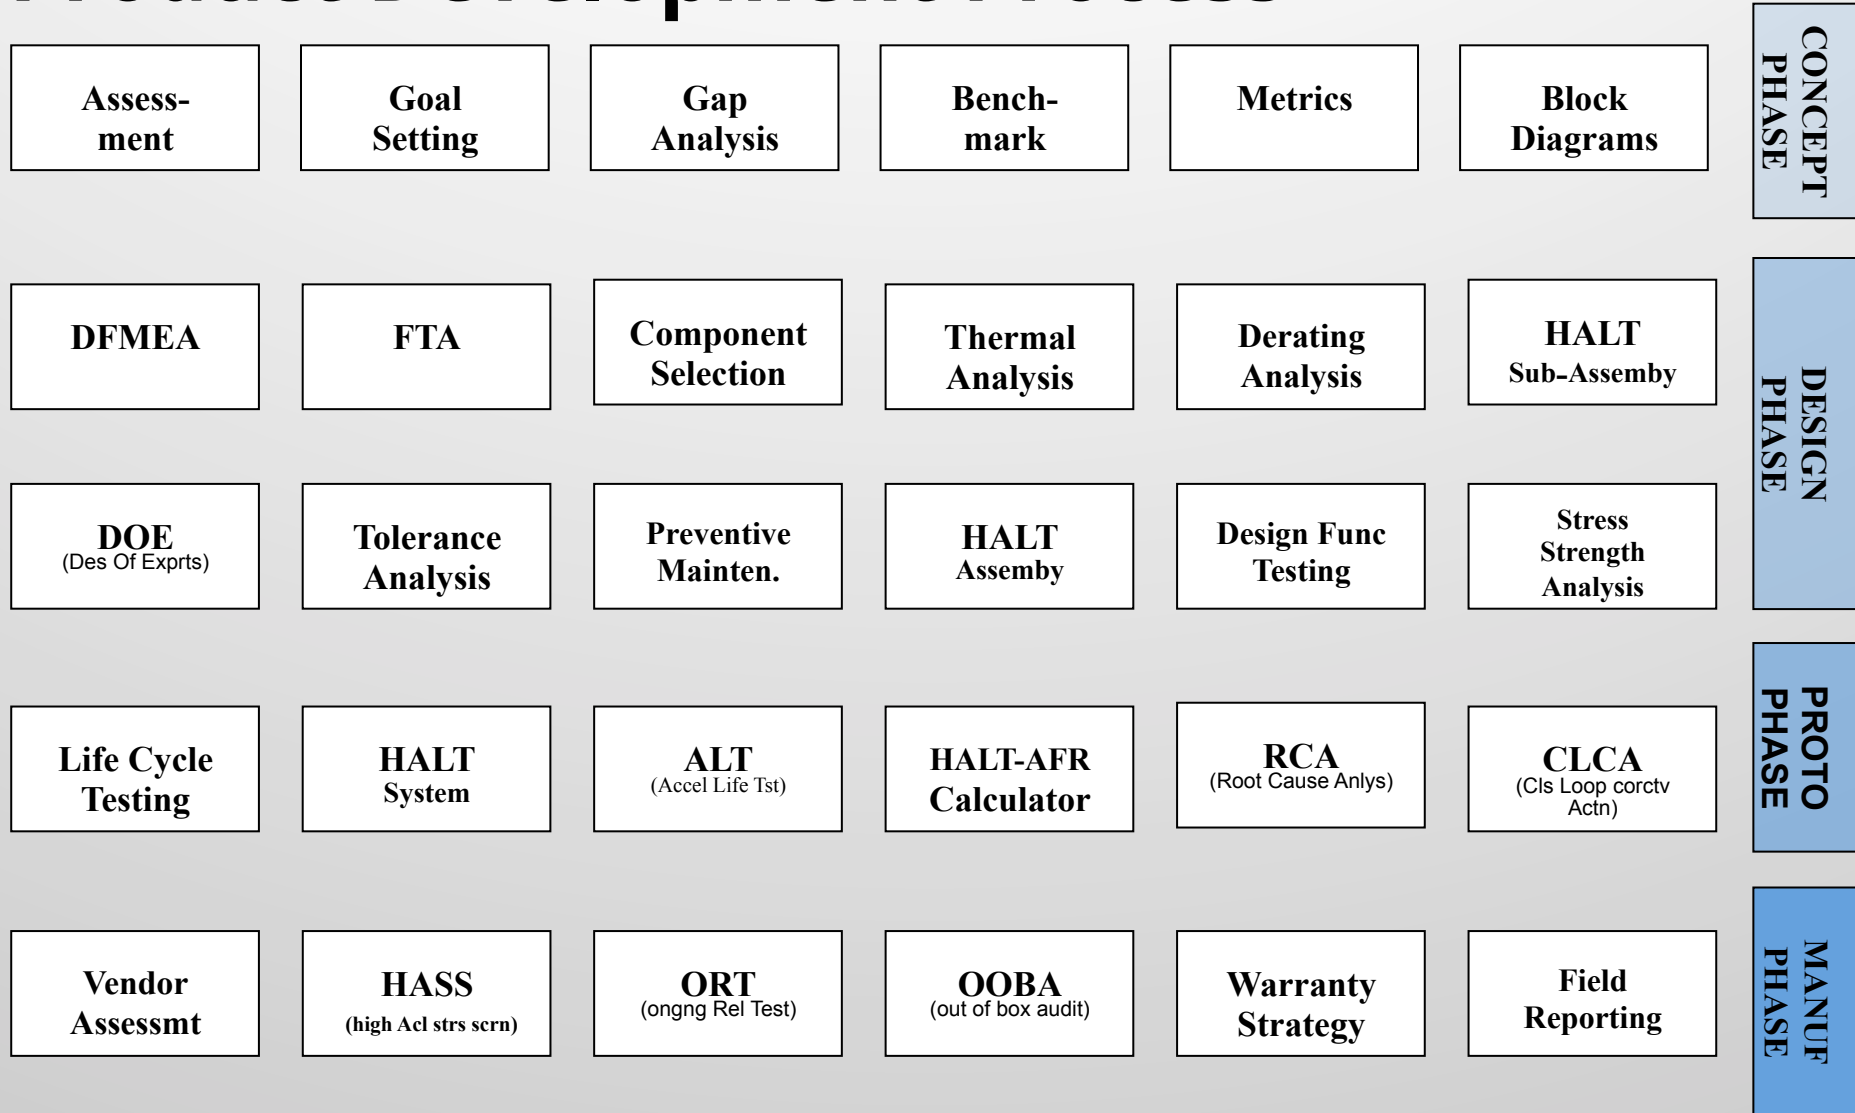 Product Development Process
Assess-
ment
Goal
Setting
Gap
Analysis
Bench-
mark
Metrics
Block
Diagrams
CONCEPT
PHASE
DFMEA
FTA
Component
Selection
Thermal
Analysis
Derating
Analysis
HALT
Sub-Assemby
DESIGN
PHASE
DOE
(Des Of Exprts)
Tolerance
Analysis
Preventive
Mainten.
HALT
Assemby
Design Func
Testing
Stress
Strength
Analysis
Life Cycle
Testing
HALT
System
ALT
(Accel Life Tst)
HALT-AFR
Calculator
RCA
(Root Cause Anlys)
CLCA
(Cls Loop corctv
Actn)
PROTO
PHASE
Vendor
Assessmt
HASS
(high Acl strs scrn)
ORT
(ongng Rel Test)
OOBA
(out of box audit)
Warranty
Strategy
Field
Reporting
MANUF
PHASE